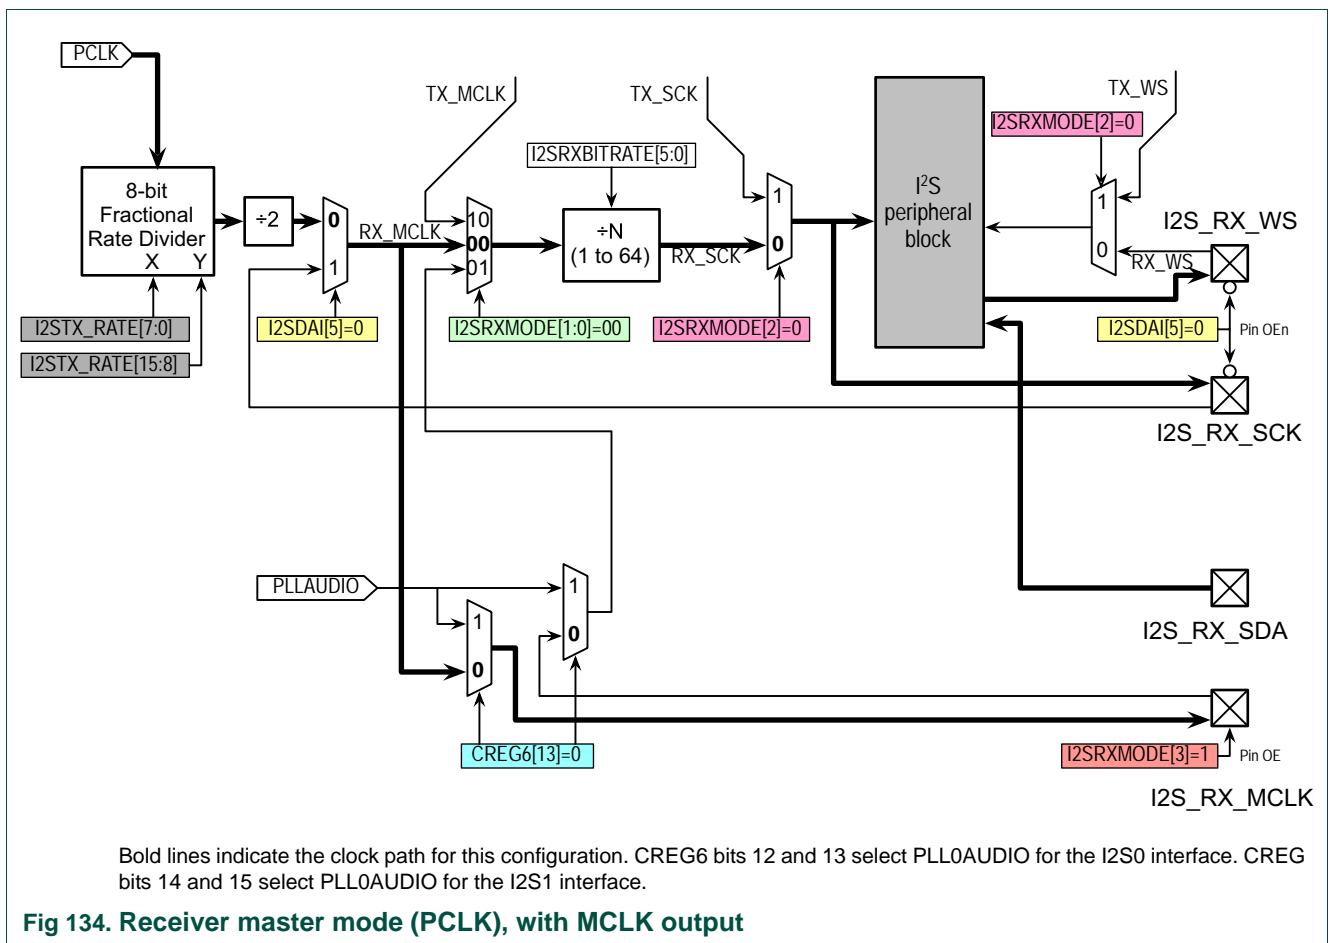 PCLK
TX_MCLK
TX_SCK
TX_WS
I2SRXMODE[2]=0
I2SRXBITRATE[5:0]
8-bit
Fractional
Rate Divider
X Y
÷2
0
1
RX_MCLK
10
00
01
÷N
(1 to 64)
RX_SCK
1
0
I²S
peripheral
block
1
0
RX_WS
I2S_RX_WS
I2STX_RATE[7:0]
I2STX_RATE[15:8]
I2SDAI[5]=0
I2SRXMODE[1:0]=00
I2SRXMODE[2]=0
I2SDAI[5]=0
Pin OEn
I2S_RX_SCK
PLLAUDIO
1
0
1
0
I2S_RX_SDA
CREG6[13]=0
I2SRXMODE[3]=1
Pin OE
I2S_RX_MCLK
Bold lines indicate the clock path for this configuration. CREG6 bits 12 and 13 select PLL0AUDIO for the I2S0 interface. CREG
bits 14 and 15 select PLL0AUDIO for the I2S1 interface.
Fig 134. Receiver master mode (PCLK), with MCLK output